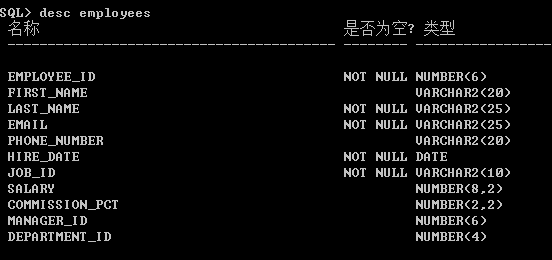 SQL> desc employees
名称 是否为空? 类型
----------------------------------------- -------- ----------------
EMPLOYEE_ID NOT NULL NUMBER(6)
FIRST_NAME VARCHAR2(20)
LAST_NAME NOT NULL VARCHAR2(25)
EMAIL NOT NULL VARCHAR2(25)
PHONE_NUMBER VARCHAR2(20)
HIRE_DATE NOT NULL DATE
JOB_ID NOT NULL VARCHAR2(10)
SALARY NUMBER(8,2)
COMMISSION_PCT NUMBER(2,2)
MANAGER_ID NUMBER(6)
DEPARTMENT_ID NUMBER(4)